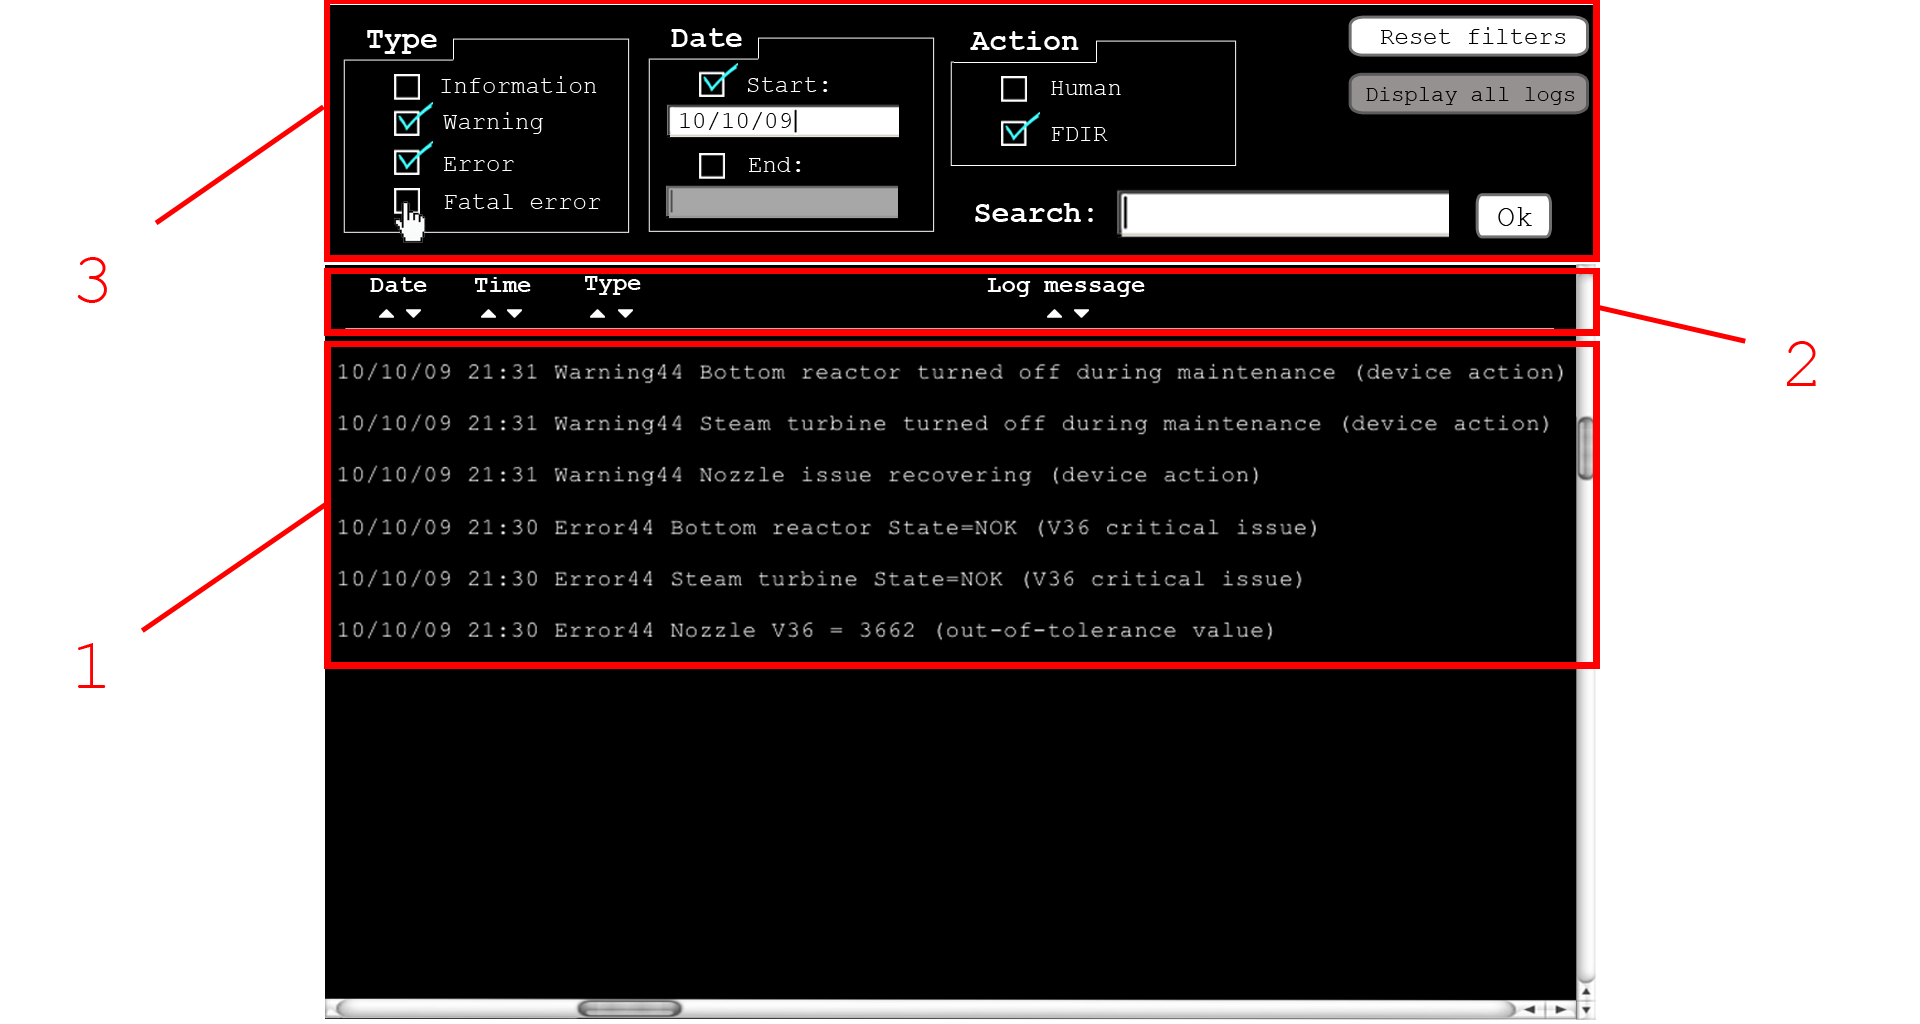 Type
Information
Warning
Error
Fatal error
Date
Start:
10/10/09
End:
Action
Human
FDIR
Reset filters
Display all logs
Search:
Ok
3
Date Time Type Log message
2
10/10/09 21:31 Warning44 Bottom reactor turned off during maintenance (device action)
10/10/09 21:31 Warning44 Steam turbine turned off during maintenance (device action)
10/10/09 21:31 Warning44 Nozzle issue recovering (device action)
10/10/09 21:30 Error44 Bottom reactor State=NOK (V36 critical issue)
10/10/09 21:30 Error44 Steam turbine State=NOK (V36 critical issue)
10/10/09 21:30 Error44 Nozzle V36 = 3662 (out-of-tolerance value)
1